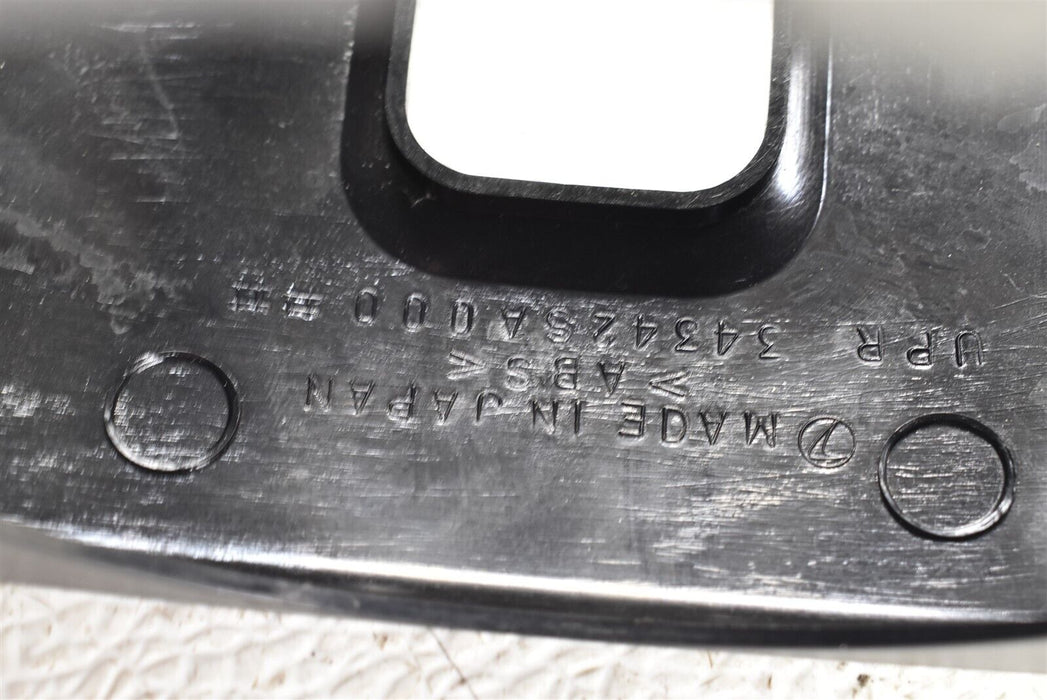 UPR 34342SA000 ##
>ABS<
MADE IN JAPAN